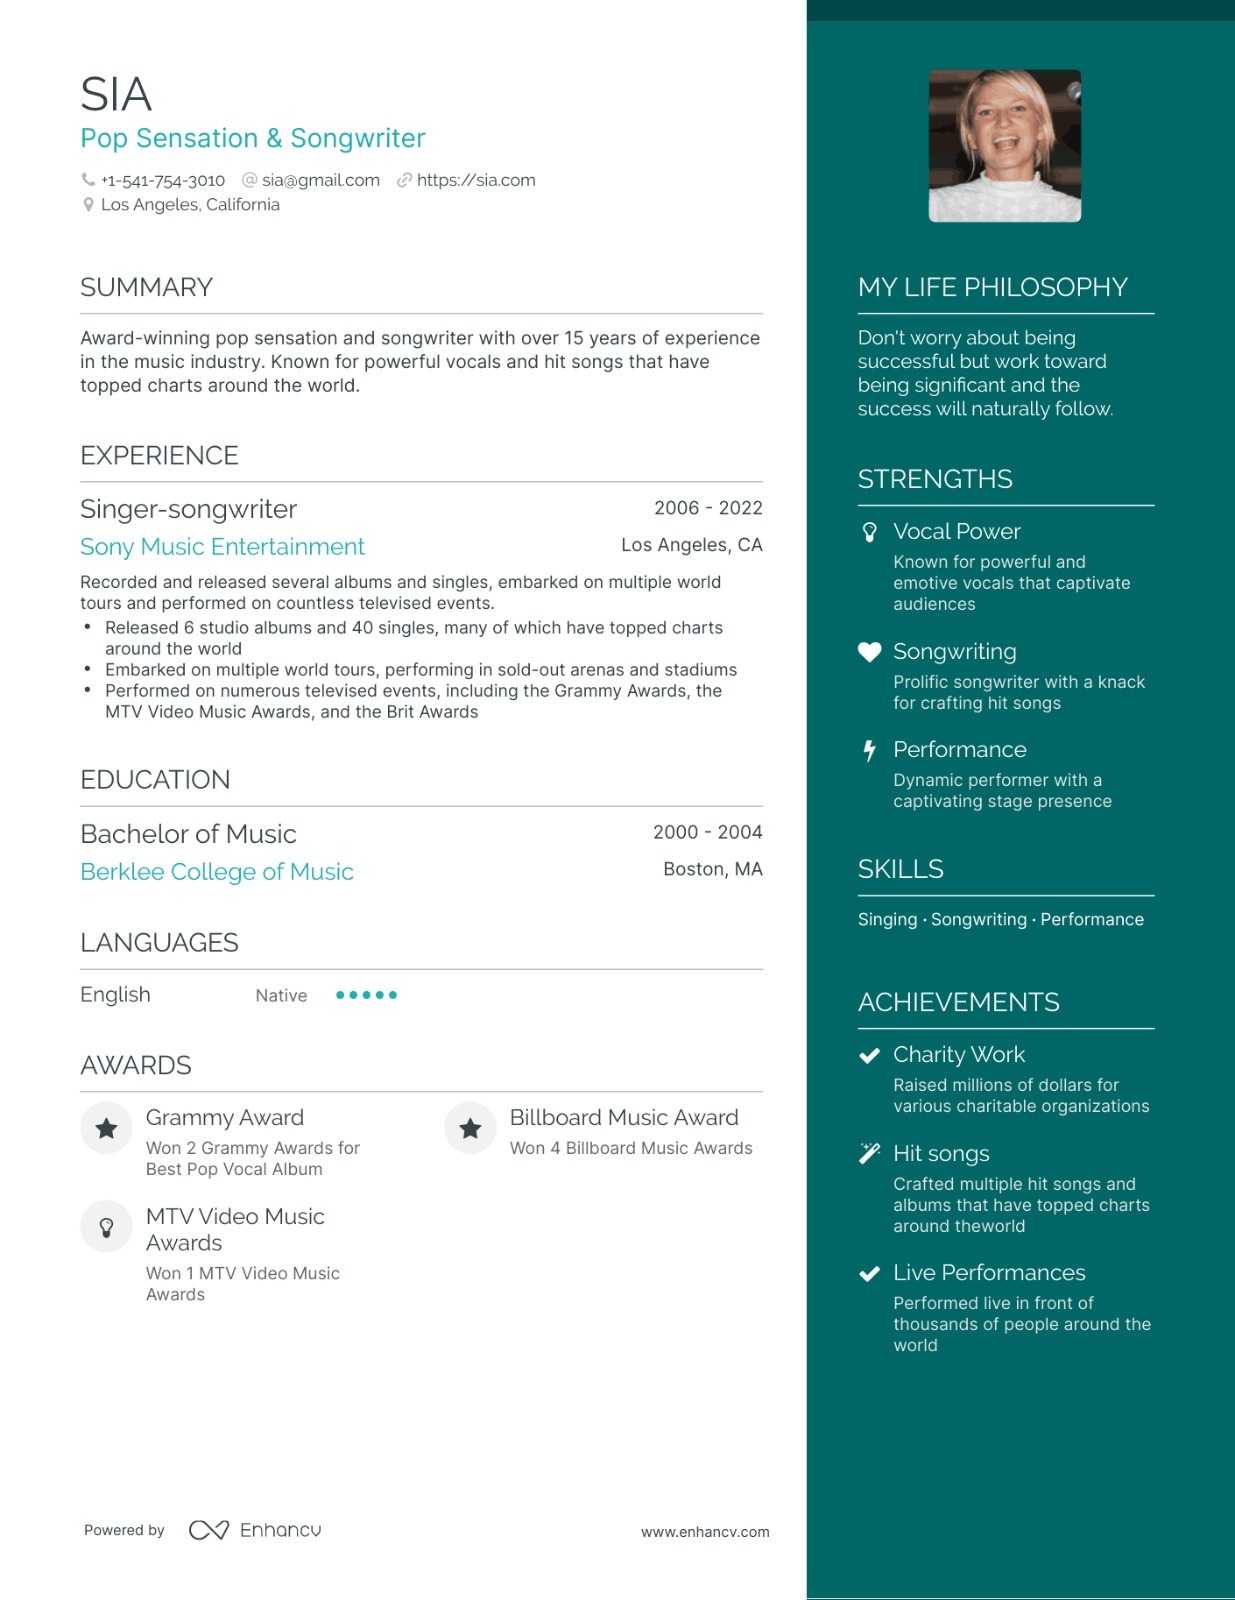 SIA
Pop Sensation & Songwriter
+1-541-754-3010 sia@gmail.com https://sia.com
Los Angeles, California
SUMMARY
Award-winning pop sensation and songwriter with over 15 years of experience
in the music industry. Known for powerful vocals and hit songs that have
topped charts around the world.
EXPERIENCE
Singer-songwriter 2006 - 2022
Sony Music Entertainment Los Angeles, CA
Recorded and released several albums and singles, embarked on multiple world
tours and performed on countless televised events.
• Released 6 studio albums and 40 singles, many of which have topped charts
around the world
• Embarked on multiple world tours, performing in sold-out arenas and stadiums
• Performed on numerous televised events, including the Grammy Awards, the
MTV Video Music Awards, and the Brit Awards
EDUCATION
Bachelor of Music 2000 - 2004
Berklee College of Music Boston, MA
LANGUAGES
English Native
AWARDS
Grammy Award
Won 2 Grammy Awards for
Best Pop Vocal Album
Billboard Music Award
Won 4 Billboard Music Awards
MTV Video Music
Awards
Won 1 MTV Video Music
Awards
MY LIFE PHILOSOPHY
Don't worry about being
successful but work toward
being significant and the
success will naturally follow.
STRENGTHS
Vocal Power
Known for powerful and
emotive vocals that captivate
audiences
Songwriting
Prolific songwriter with a knack
for crafting hit songs
Performance
Dynamic performer with a
captivating stage presence
SKILLS
Singing · Songwriting · Performance
ACHIEVEMENTS
Charity Work
Raised millions of dollars for
various charitable organizations
Hit songs
Crafted multiple hit songs and
albums that have topped charts
around theworld
Live Performances
Performed live in front of
thousands of people around the
world
Powered by Enhancv
www.enhancv.com